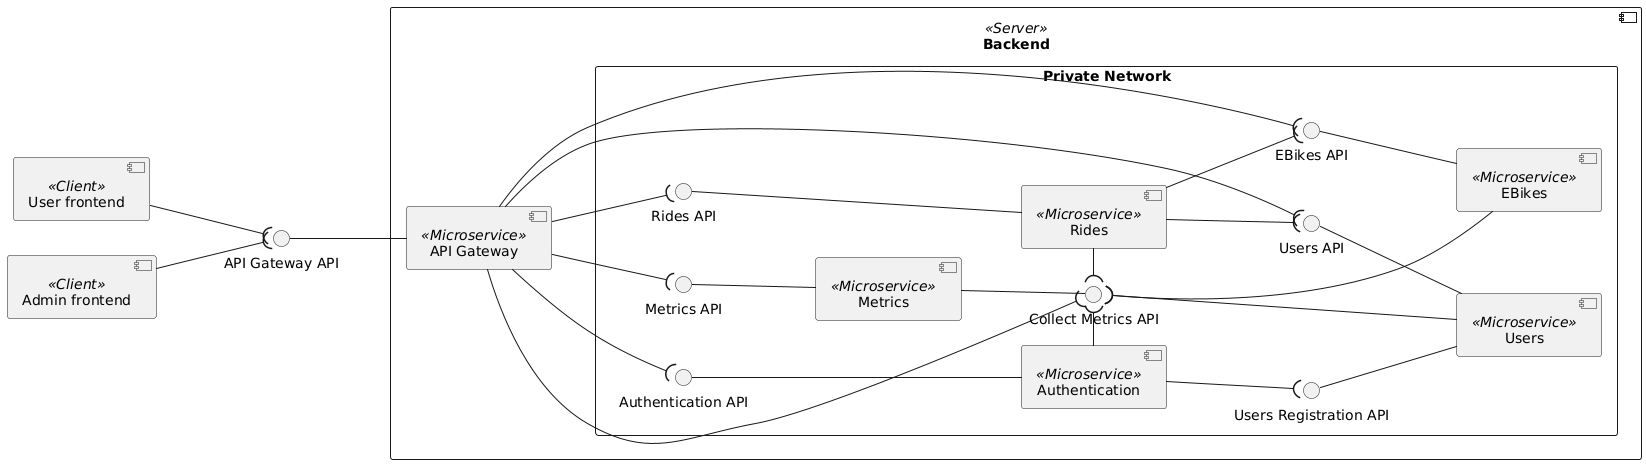 «Server»
Backend
Private Network
EBikes API
«Client»
User frontend
«Microservice»
EBikes
«Microservice»
Rides
Rides API
«Microservice»
API Gateway
Users API
API Gateway API
«Client»
Admin frontend
«Microservice»
Metrics
Metrics API
Collect Metrics API
«Microservice»
Users
«Microservice»
Authentication
Authentication API
Users Registration API